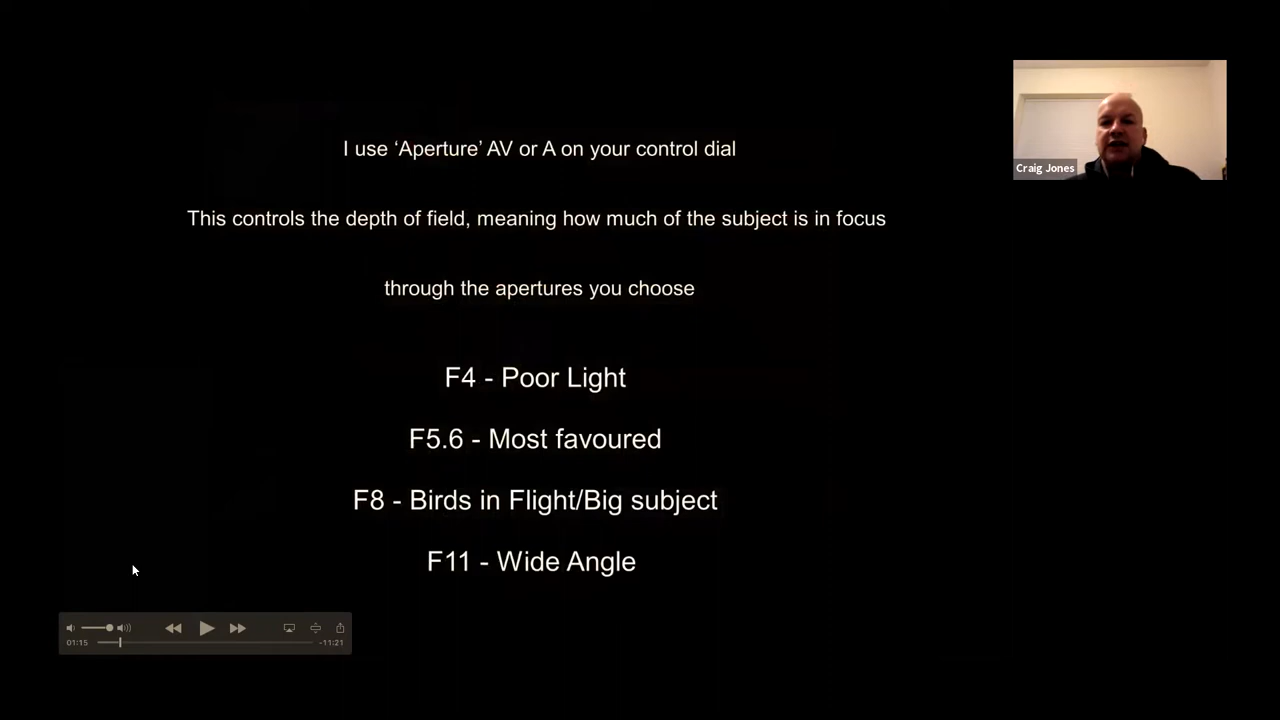 I use ‘Aperture’ AV or A on your control dial
This controls the depth of field, meaning how much of the subject is in focus
through the apertures you choose
F4 - Poor Light
F5.6 - Most favoured
F8 - Birds in Flight/Big subject
F11 - Wide Angle
Craig Jones
01:15
-11:21